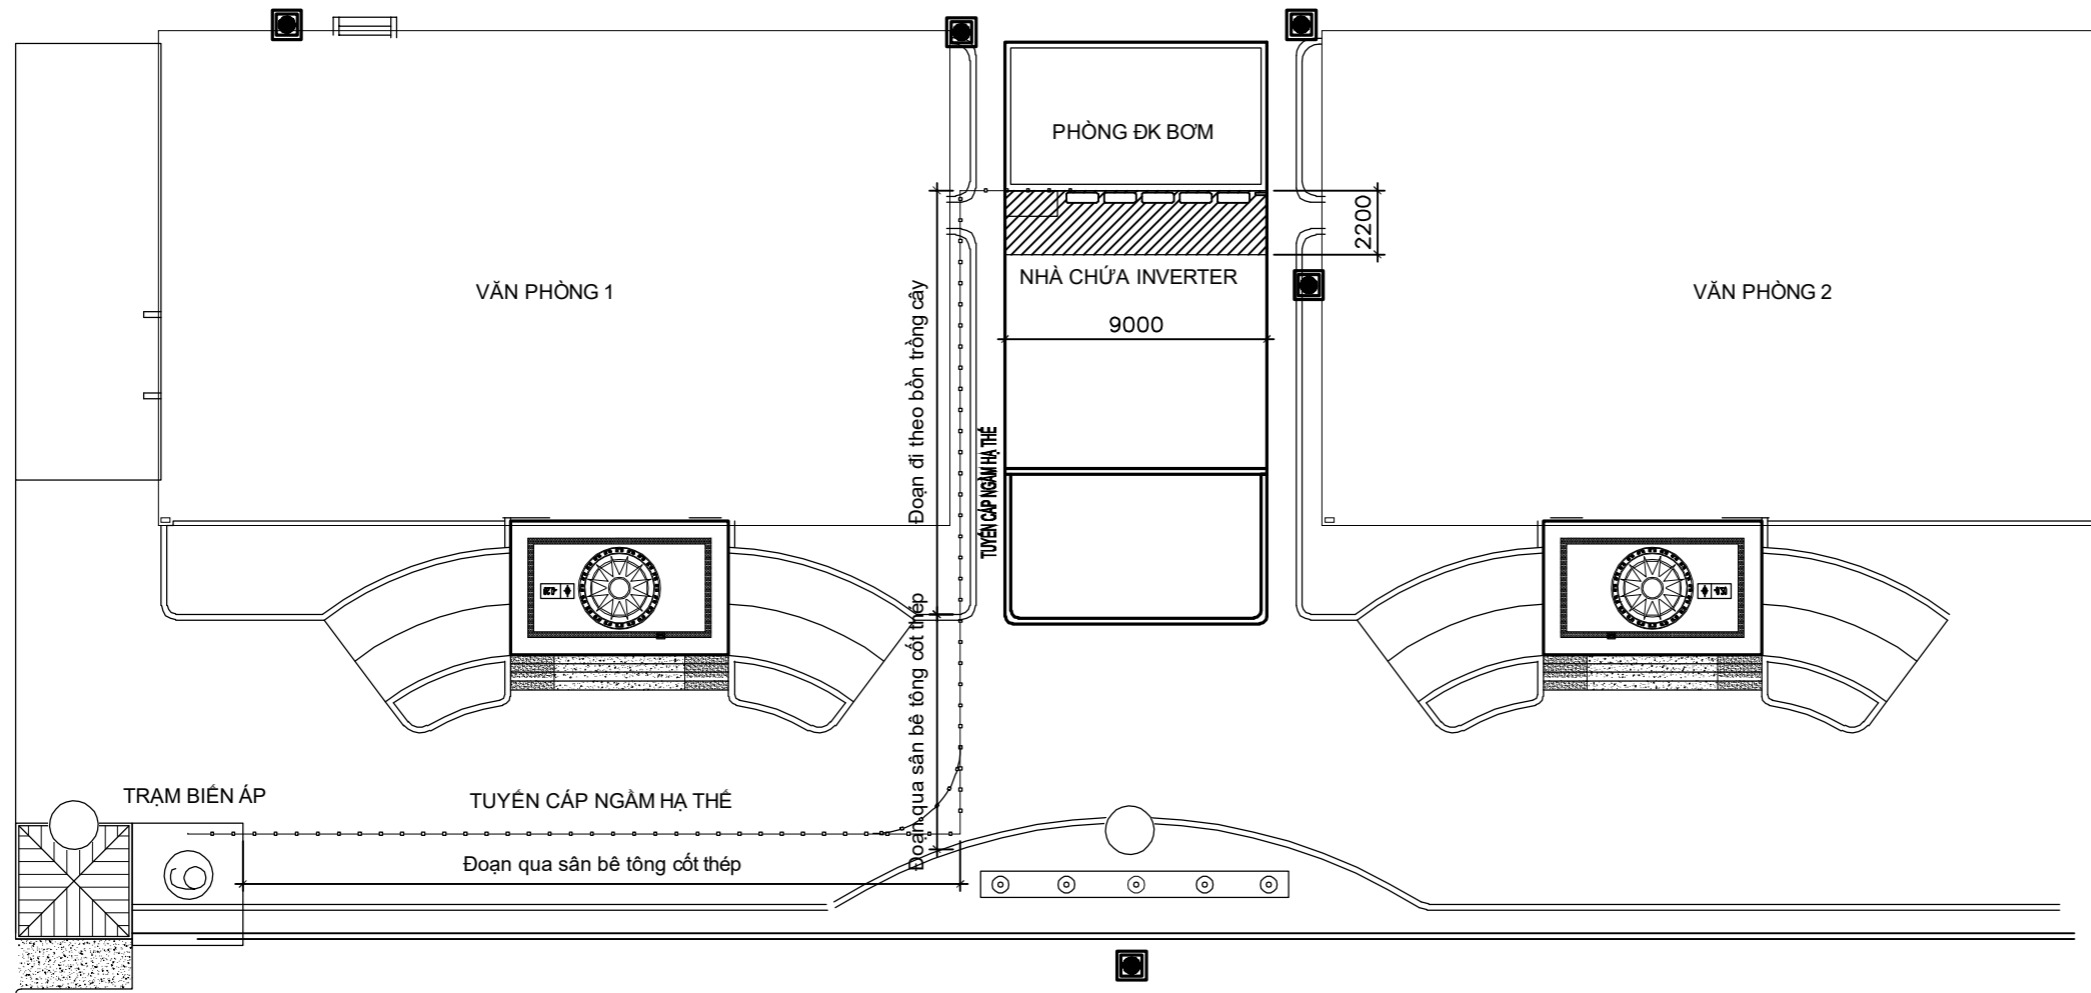 PHÒNG ĐK BƠM
2200
NHÀ CHỨA INVERTER
9000
VĂN PHÒNG 1
VĂN PHÒNG 2
Đoạn đi theo bồn tròng cây
TUYẾN CÁP NGẦM HẠ THẾ
Đoạn qua sân bê tông cốt thép
TRẠM BIẾN ÁP
TUYẾN CÁP NGẦM HẠ THẾ
Đoạn qua sân bê tông cốt thép